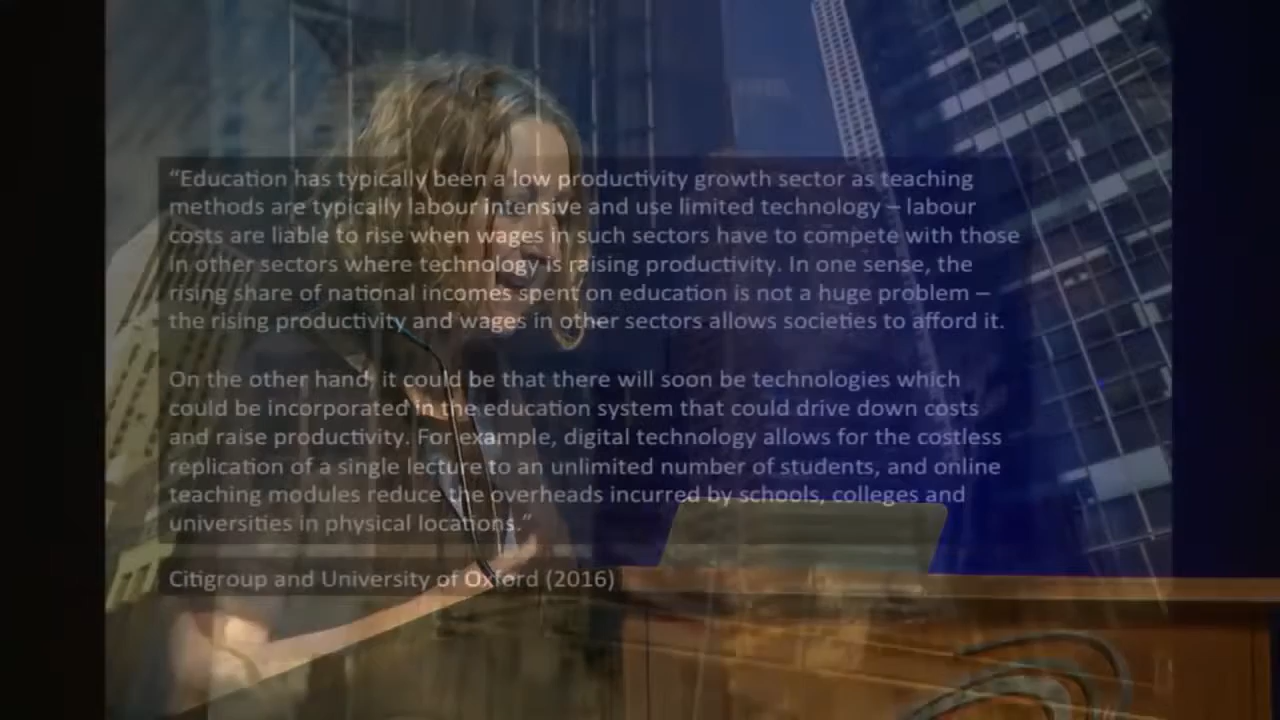 “Education has typically been a low productivity growth sector as teaching
methods are typically labour intensive and use limited technology – labour
costs are liable to rise when wages in such sectors have to compete with those
in other sectors where technology is raising productivity. In one sense, the
rising share of national incomes spent on education is not a huge problem –
the rising productivity and wages in other sectors allows societies to afford it.
On the other hand, it could be that there will soon be technologies which
could be incorporated in the education system that could drive down costs
and raise productivity. For example, digital technology allows for the costless
replication of a single lecture to an unlimited number of students, and online
teaching modules reduce the overheads incurred by schools, colleges and
universities in physical locations.”
Citigroup and University of Oxford (2016)